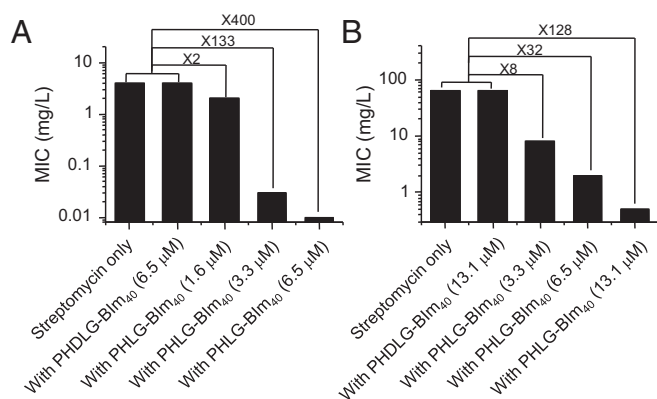 A
X400
X133
X2
MIC (mg/L)
10
1
0.1
0.01
Streptomycin only
With PHDLG-BIm₄₀ (6.5 μM)
With PHLG-BIm₄₀ (1.6 μM)
With PHLG-BIm₄₀ (3.3 μM)
With PHLG-BIm₄₀ (6.5 μM)
B
X128
X32
X8
MIC (mg/L)
100
10
1
Streptomycin only
With PHDLG-BIm₄₀ (13.1 μM)
With PHLG-BIm₄₀ (3.3 μM)
With PHLG-BIm₄₀ (6.5 μM)
With PHLG-BIm₄₀ (13.1 μM)